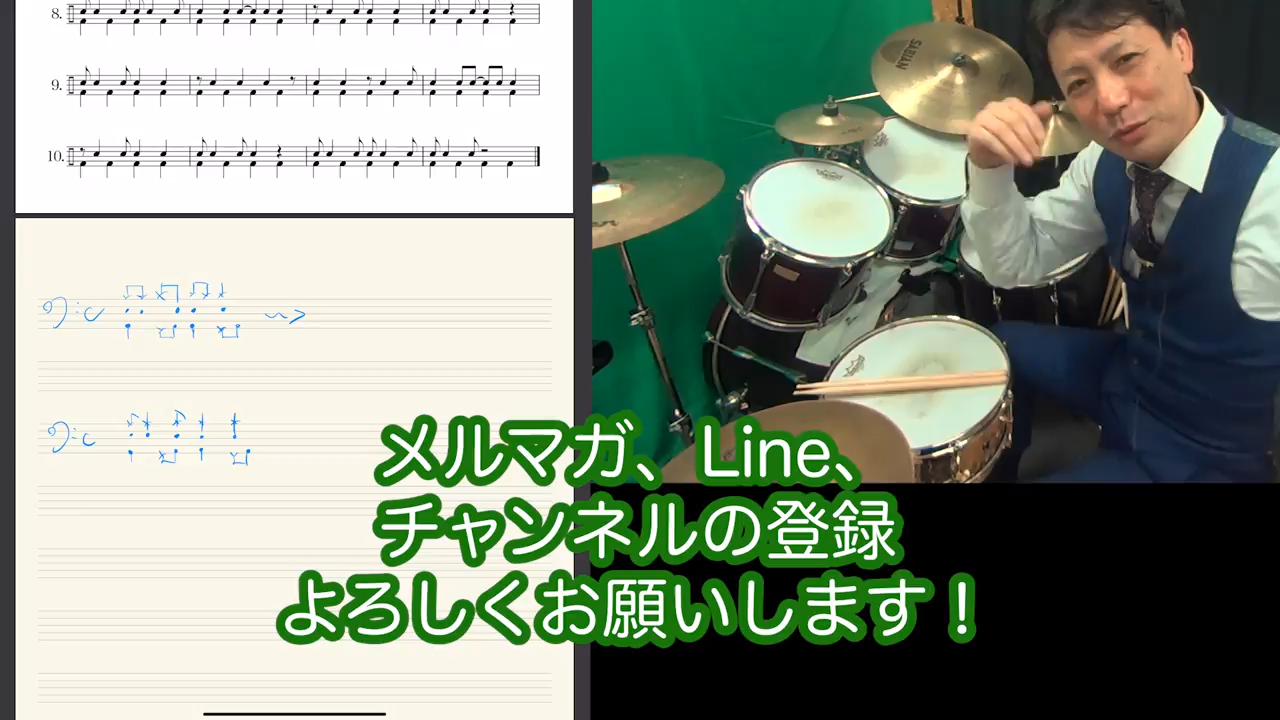 8.
9.
10.
SABIAN
メルマガ、Line、
チャンネルの登録
よろしくお願いします！